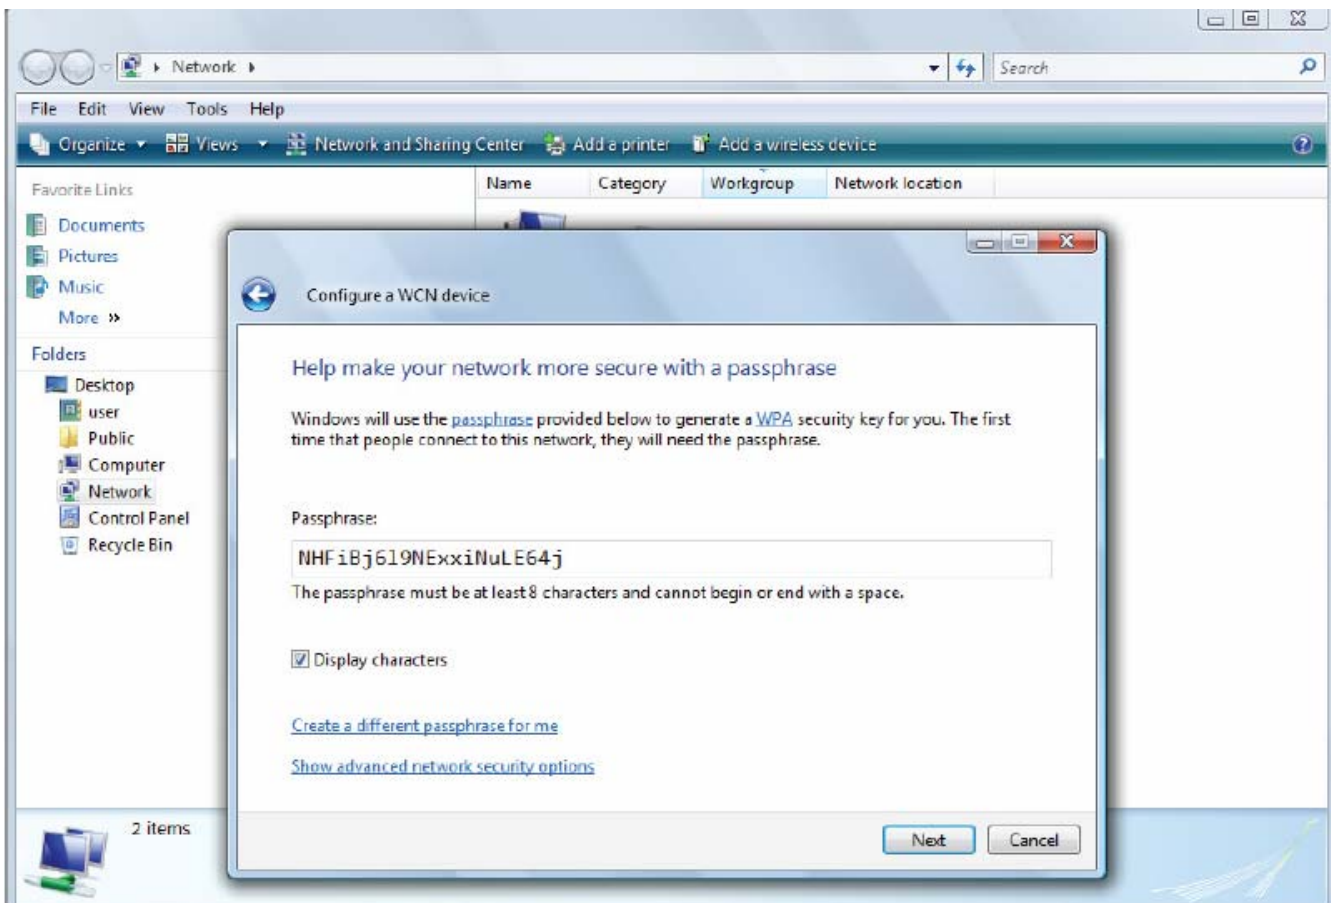 Network
Search
File Edit View Tools Help
Organize Views Network and Sharing Center Add a printer Add a wireless device
Favorite Links
Documents
Pictures
Music
More »
Folders
Desktop
user
Public
Computer
Network
Control Panel
Recycle Bin
Name Category Workgroup Network location
Configure a WCN device
Help make your network more secure with a passphrase
Windows will use the passphrase provided below to generate a WPA security key for you. The first
time that people connect to this network, they will need the passphrase.
Passphrase:
NHFiBj6l9NExxiNuLE64j
The passphrase must be at least 8 characters and cannot begin or end with a space.
Display characters
Create a different passphrase for me
Show advanced network security options
Next Cancel
2 items